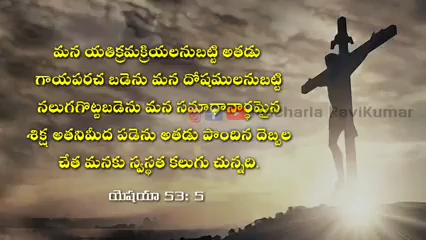 మన యతిక్రమక్రియలనుబట్టి అతడు
గాయపరచ బడెను మన దోషములనుబట్టి
నలుగగొట్టబడెను మన సమాధానార్థమైన
శిక్ష అతనిమీద పడెను అతడు పొందిన దెబ్బల
చేత మనకు స్వస్థత కలుగు చున్నది.
యెషయా 53: 5
RaviKumar